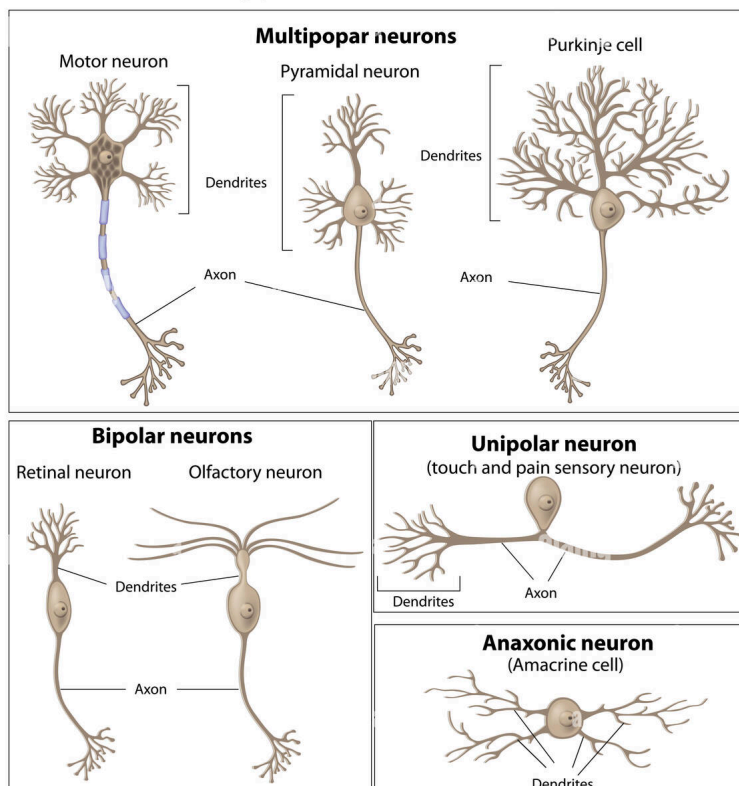 Multipopar neurons
Motor neuron
Pyramidal neuron
Purkinje cell
Dendrites
Dendrites
Axon
Axon
Bipolar neurons
Retinal neuron
Olfactory neuron
Dendrites
Axon
Unipolar neuron
(touch and pain sensory neuron)
Dendrites
Axon
Anaxonic neuron
(Amacrine cell)
Dendrites